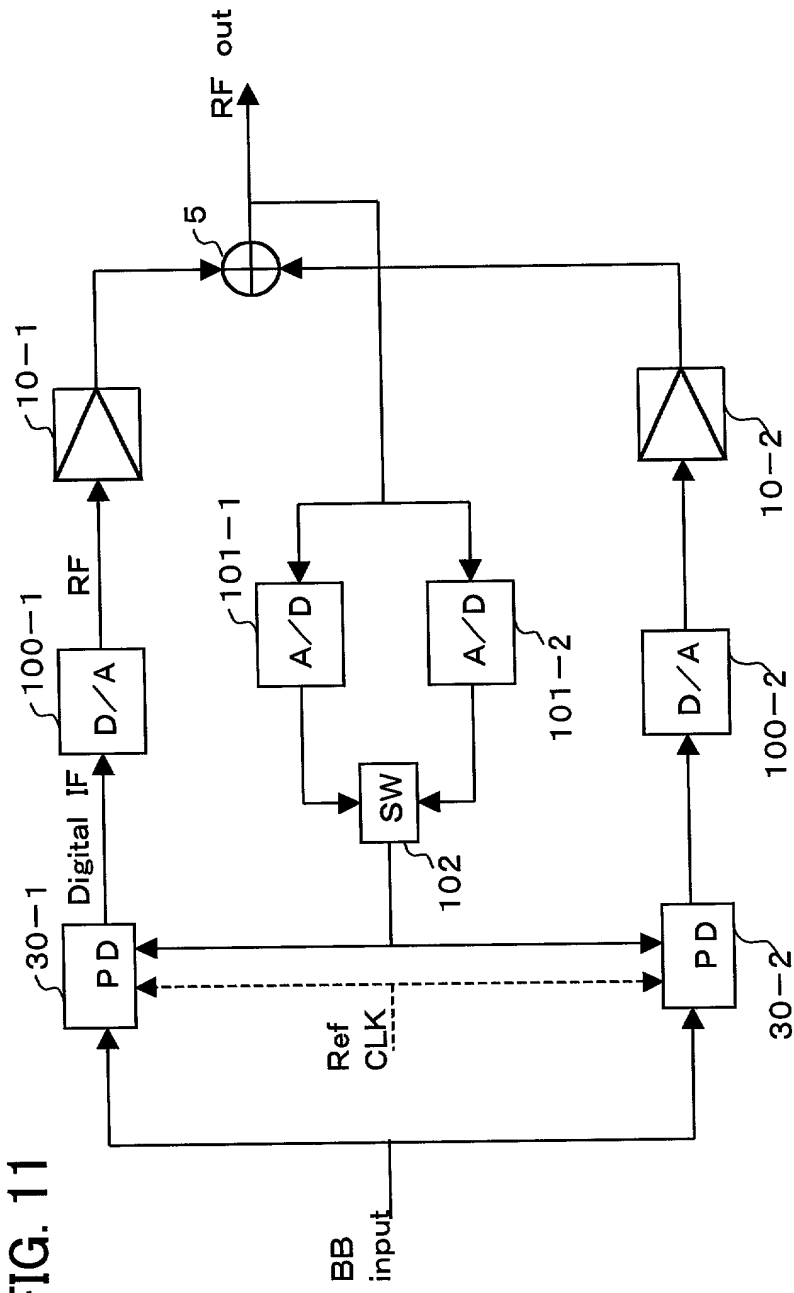 FIG. 11
BB
input
30-1
PD
Digital IF
100-1
D/A
RF
10-1
5
RF out
Ref
CLK
102
SW
101-1
A/D
A/D
101-2
30-2
PD
100-2
D/A
10-2